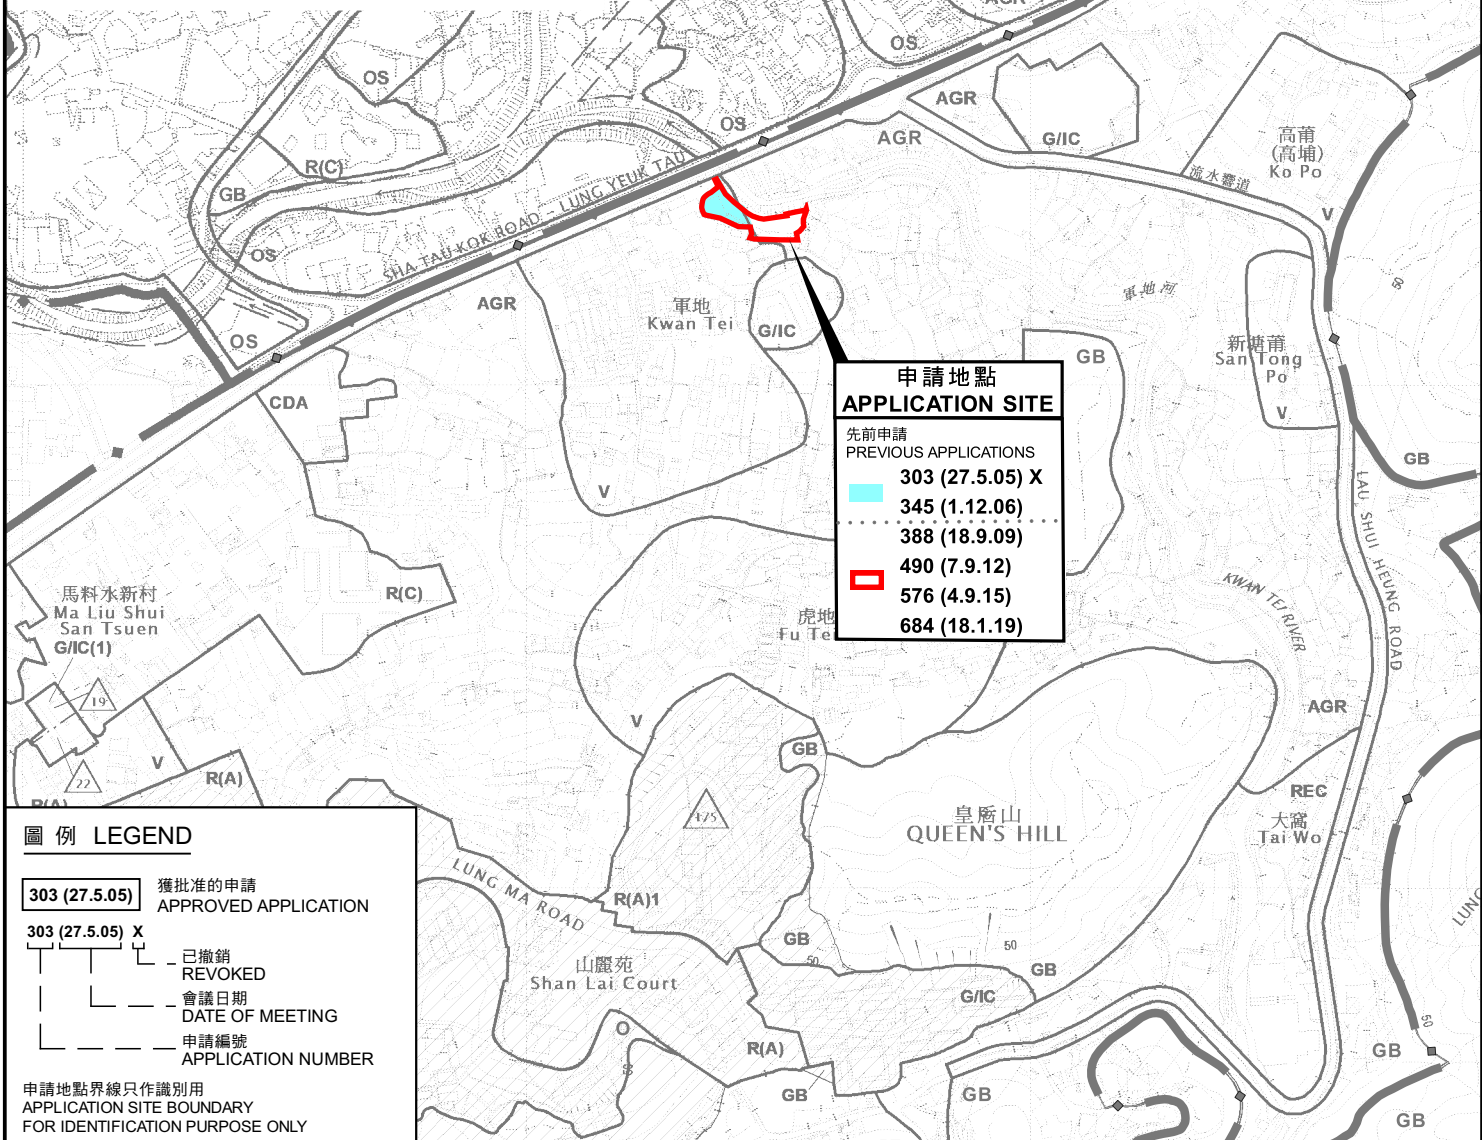 AGR
OS
OS
OS
AGR
AGR
G/IC
高莆
(高埔)
Ko Po
流水響道
V
R(C)
GB
OS
SHA TAU KOK ROAD - LUNG YEUK TAU
AGR
OS
軍地
Kwan Tei
G/IC
軍地河
50
新塘莆
San Tong
Po
V
GB
申請地點
APPLICATION SITE
先前申請
PREVIOUS APPLICATIONS
303 (27.5.05) X
345 (1.12.06)
388 (18.9.09)
490 (7.9.12)
576 (4.9.15)
684 (18.1.19)
CDA
V
GB
LAU SHUI HEUNG ROAD
KWAN TEI RIVER
R(C)
馬料水新村
Ma Liu Shui
San Tsuen
G/IC(1)
19
22
V
R(A)
R(A)
虎地
Fu Te
V
GB
AGR
REC
大窩
Tai Wo
皇后山
QUEEN'S HILL
175
R(A)1
LUNG MA ROAD
山麗苑
Shan Lai Court
GB
50
50
GB
G/IC
O
S
R(A)
GB
GB
GB
GB
50
LUNG
圖例 LEGEND
303 (27.5.05)
獲批准的申請
APPROVED APPLICATION
303 (27.5.05) X
已撤銷
REVOKED
會議日期
DATE OF MEETING
申請編號
APPLICATION NUMBER
申請地點界線只作識別用
APPLICATION SITE BOUNDARY
FOR IDENTIFICATION PURPOSE ONLY